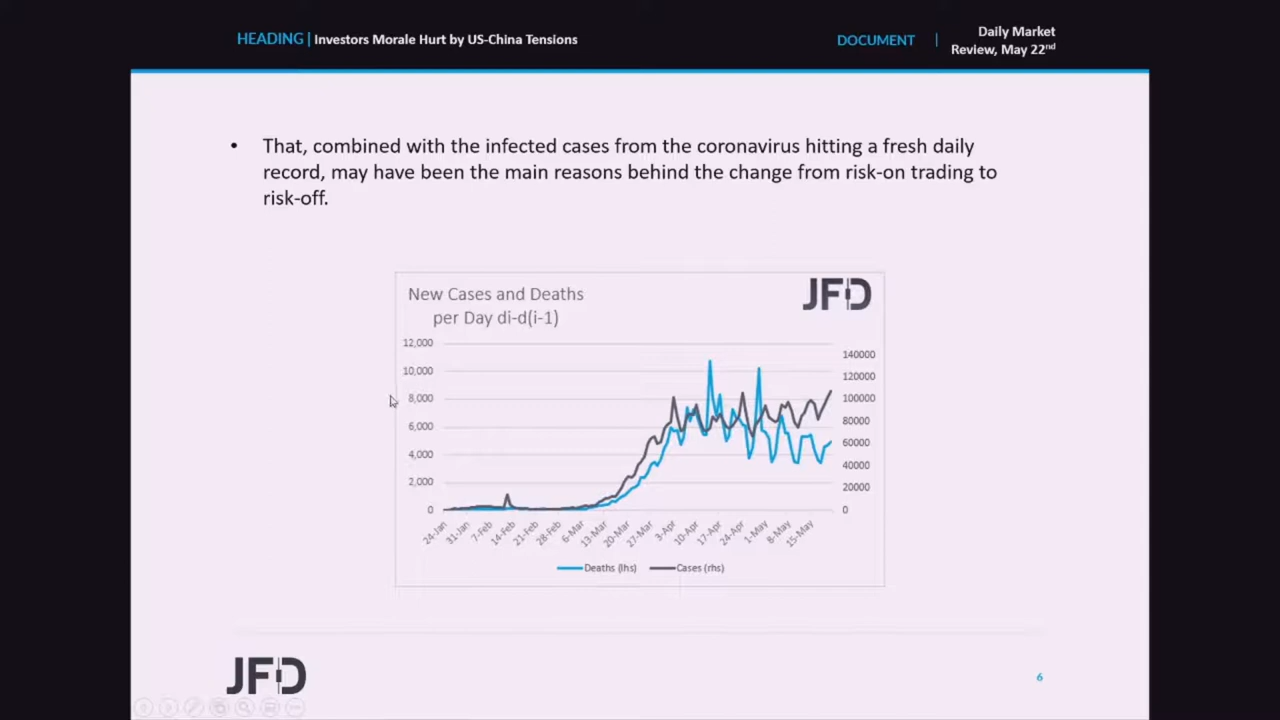 HEADING | Investors Morale Hurt by US-China Tensions
DOCUMENT | Daily Market
Review, May 22nd
• That, combined with the infected cases from the coronavirus hitting a fresh daily
record, may have been the main reasons behind the change from risk-on trading to
risk-off.
New Cases and Deaths
per Day di-d(i-1)
JFD
12,000
10,000
8,000
6,000
4,000
2,000
0
140000
120000
100000
80000
60000
40000
20000
0
24-Jan
31-Jan
7-Feb
14-Feb
21-Feb
28-Feb
6-Mar
13-Mar
20-Mar
27-Mar
3-Apr
10-Apr
17-Apr
24-Apr
1-May
8-May
15-May
Deaths (lhs) Cases (rhs)
JFD
6